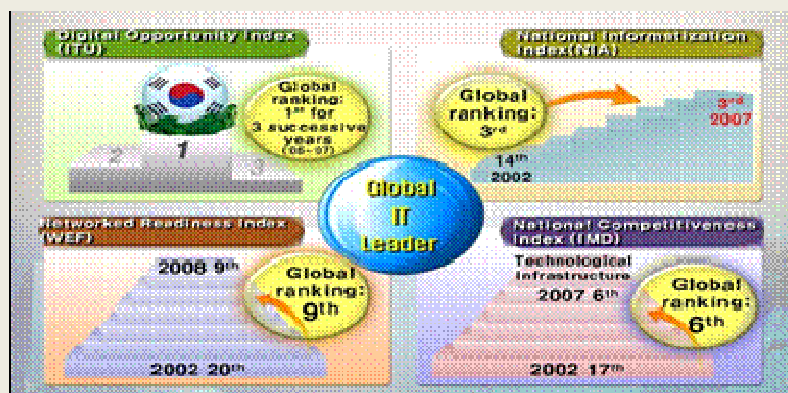 Digital Opportunity Index
(ITU)
Global
ranking:
1st for
3 successive
years
('05~'07)
2
1
3
National Informatization
Index(NIA)
Global
ranking:
3rd
3rd
2007
14th
2002
Global
IT
Leader
Networked Readiness Index
(WEF)
2008 9th
Global
ranking:
9th
2002 20th
National Competitiveness
Index (IMD)
Technological
Infrastructure
2007 6th
Global
ranking:
6th
2002 17th